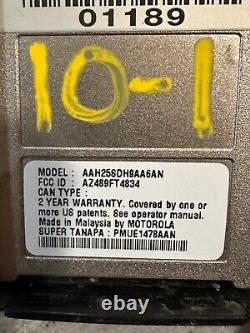 01189
10-1
MODEL : AAH25SDH9AA6AN
FCC ID : AZ489FT4834
CAN TYPE :
2 YEAR WARRANTY. Covered by one or
more US patents. See operator manual.
Made in Malaysia by MOTOROLA
SUPER TANAPA : PMUE1478AAN